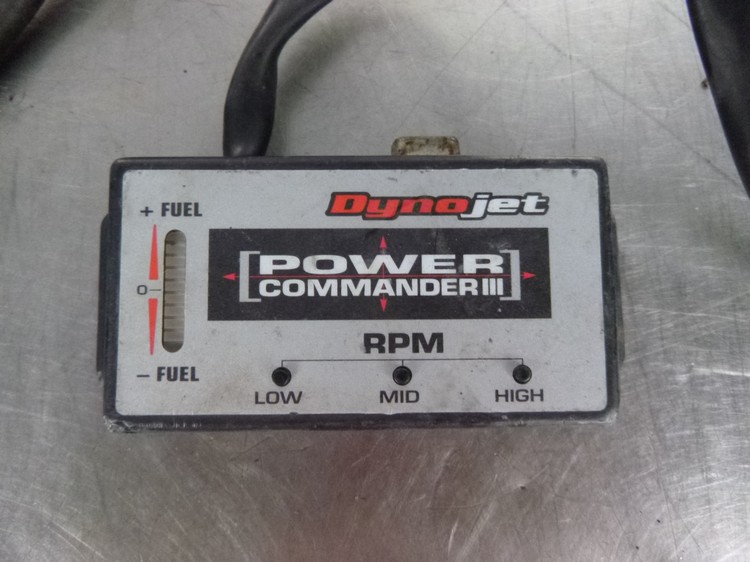 Dynojet
+ FUEL
[POWER
COMMANDER III]
0
RPM
- FUEL
LOW MID HIGH